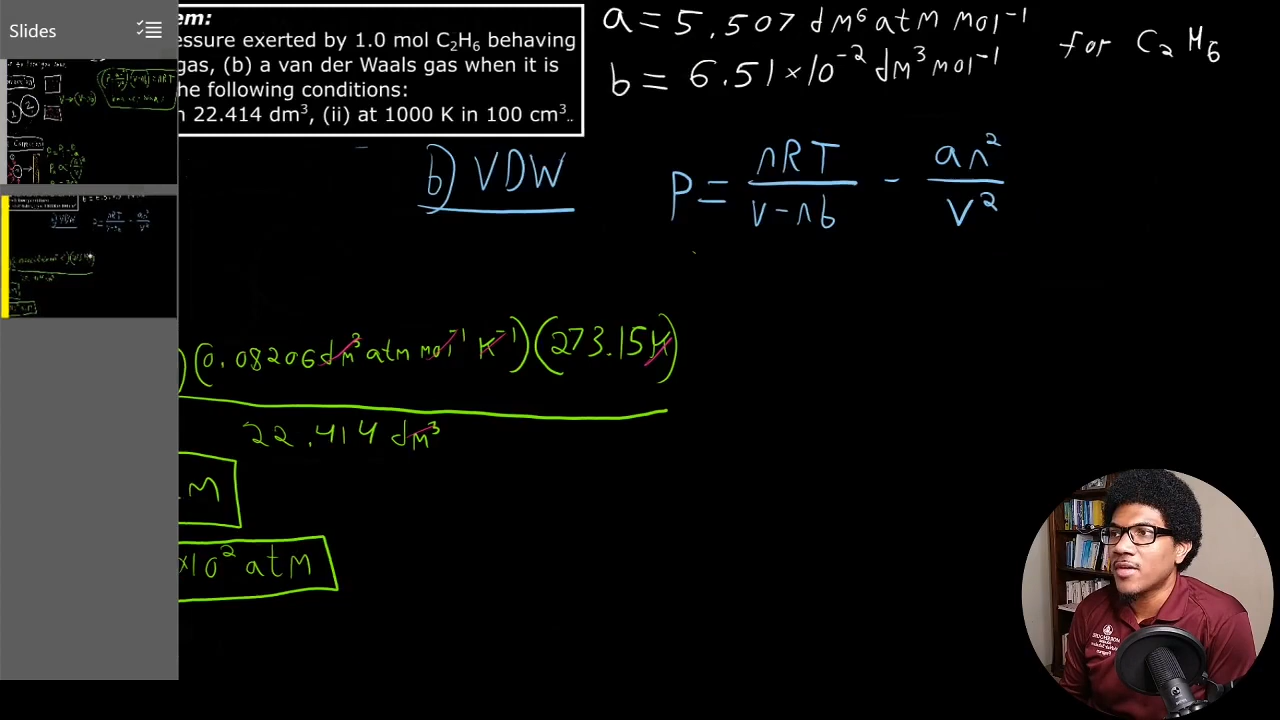 Slides
em:
essure exerted by 1.0 mol C₂H₆ behaving
gas, (b) a van der Waals gas when it is
he following conditions:
n 22.414 dm³, (ii) at 1000 K in 100 cm³..
a = 5.507 dm⁶ atm mol⁻¹
b = 6.51×10⁻² dm³ mol⁻¹
for C₂H₆
b) VDW
P = nRT / v-nb - an² / v²
)(0.08206 dm³ atm mol⁻¹ K⁻¹)(273.15K)
22.414 dm³
.M
×10² atm